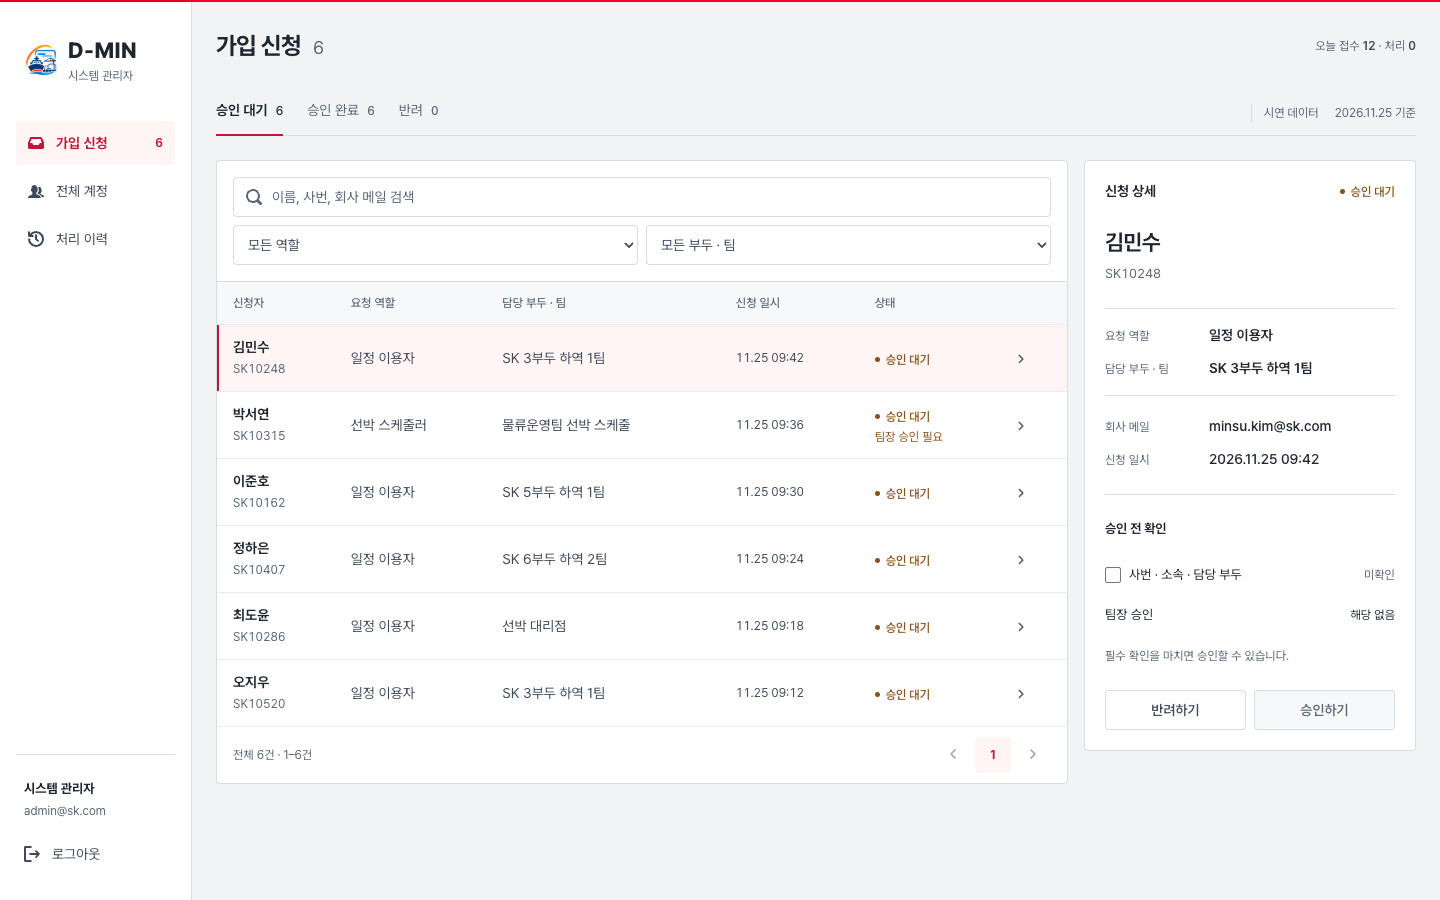 D-MIN
시스템 관리자
가입 신청 6
전체 계정
처리 이력
시스템 관리자
admin@sk.com
로그아웃
가입 신청 6
오늘 접수 12 · 처리 0
승인 대기 6 승인 완료 6 반려 0
시연 데이터 2026.11.25 기준
이름, 사번, 회사 메일 검색
모든 역할 모든 부두 · 팀
신청자 요청 역할 담당 부두 · 팀 신청 일시 상태
김민수
SK10248
일정 이용자 SK 3부두 하역 1팀 11.25 09:42 승인 대기
박서연
SK10315
선박 스케줄러 물류운영팀 선박 스케줄 11.25 09:36 승인 대기
팀장 승인 필요
이준호
SK10162
일정 이용자 SK 5부두 하역 1팀 11.25 09:30 승인 대기
정하은
SK10407
일정 이용자 SK 6부두 하역 2팀 11.25 09:24 승인 대기
최도윤
SK10286
일정 이용자 선박 대리점 11.25 09:18 승인 대기
오지우
SK10520
일정 이용자 SK 3부두 하역 1팀 11.25 09:12 승인 대기
전체 6건 · 1–6건
1
신청 상세 승인 대기
김민수
SK10248
요청 역할 일정 이용자
담당 부두 · 팀 SK 3부두 하역 1팀
회사 메일 minsu.kim@sk.com
신청 일시 2026.11.25 09:42
승인 전 확인
사번 · 소속 · 담당 부두 미확인
팀장 승인 해당 없음
필수 확인을 마치면 승인할 수 있습니다.
반려하기 승인하기